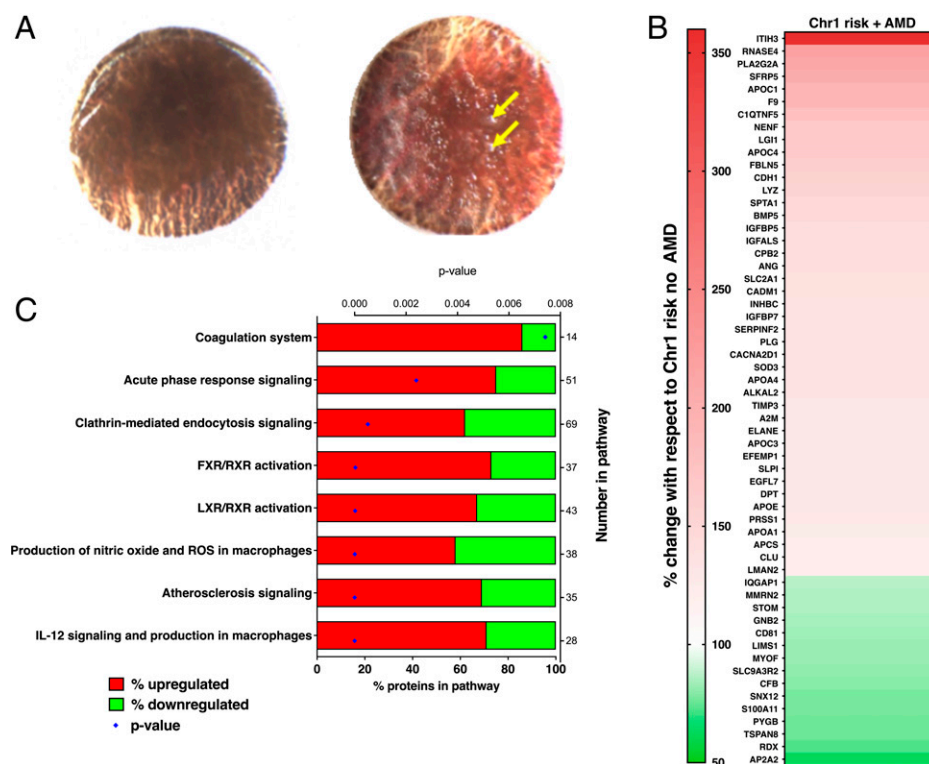 A
B
Chr1 risk + AMD
% change with respect to Chr1 risk no AMD
350
300
250
200
150
100
50
ITIH3
RNASE4
PLA2G2A
SFRP5
APOC1
F9
C1QTNF5
NENF
LGI1
APOC4
FBLN5
CDH1
LYZ
SPTA1
BMP5
IGFBP5
IGFALS
CPB2
ANG
SLC2A1
CADM1
INHBC
IGFBP7
SERPINF2
PLG
CACNA2D1
SOD3
APOA4
ALKAL2
TIMP3
A2M
ELANE
APOC3
EFEMP1
SLPI
EGFL7
DPT
APOE
PRSS1
APOA1
APCS
CLU
LMAN2
IQGAP1
MMRN2
STOM
GNB2
CD81
LIMS1
MYOF
SLC9A3R2
CFB
SNX12
S100A11
PYGB
TSPAN8
RDX
AP2A2
C
p-value
0.000 0.002 0.004 0.006 0.008
Coagulation system 14
Acute phase response signaling 51
Clathrin-mediated endocytosis signaling 69
FXR/RXR activation 37
LXR/RXR activation 43
Production of nitric oxide and ROS in macrophages 38
Atherosclerosis signaling 35
IL-12 signaling and production in macrophages 28
Number in pathway
0 20 40 60 80 100
% proteins in pathway
% upregulated
% downregulated
p-value